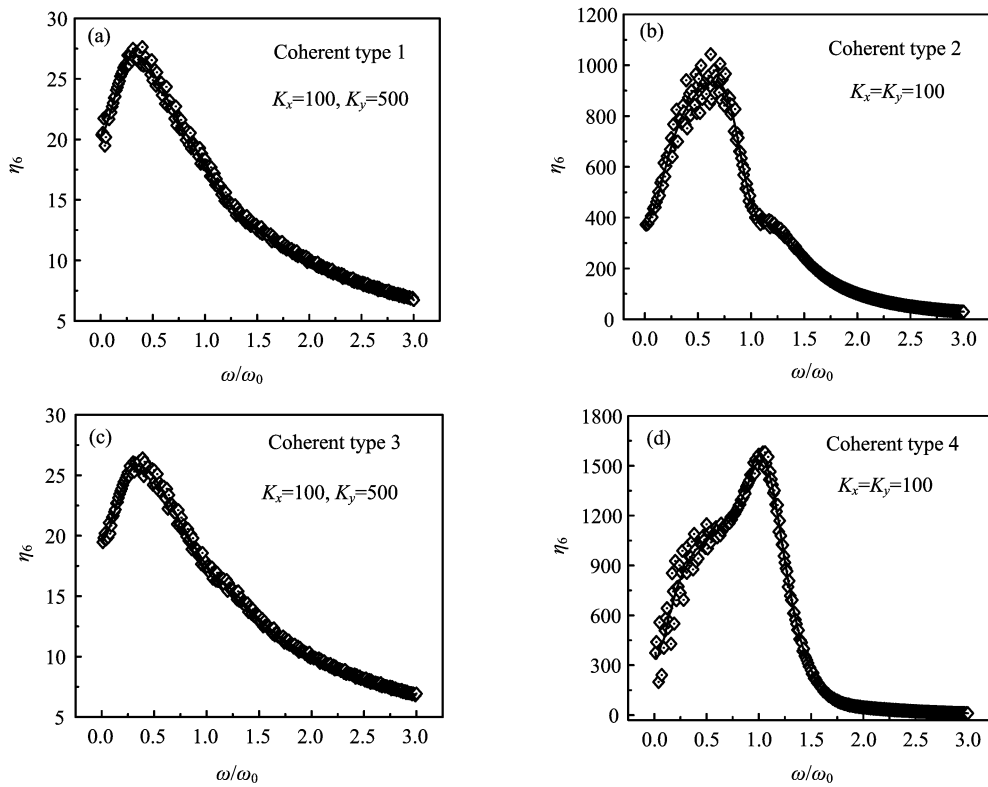 (a)
Coherent type 1
Kx=100, Ky=500
η6
30
25
20
15
10
5
0.0 0.5 1.0 1.5 2.0 2.5 3.0
ω/ω0
(b)
Coherent type 2
Kx=Ky=100
η6
1200
1000
800
600
400
200
0
0.0 0.5 1.0 1.5 2.0 2.5 3.0
ω/ω0
(c)
Coherent type 3
Kx=100, Ky=500
η6
30
25
20
15
10
5
0.0 0.5 1.0 1.5 2.0 2.5 3.0
ω/ω0
(d)
Coherent type 4
Kx=Ky=100
η6
1800
1500
1200
900
600
300
0
0.0 0.5 1.0 1.5 2.0 2.5 3.0
ω/ω0